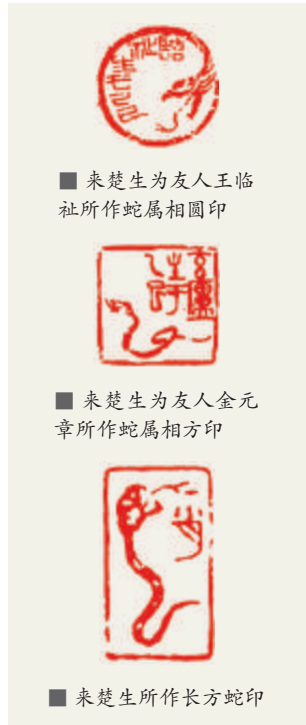 ■ 来楚生为友人王临
祉所作蛇属相圆印
■ 来楚生为友人金元
章所作蛇属相方印
■ 来楚生所作长方蛇印